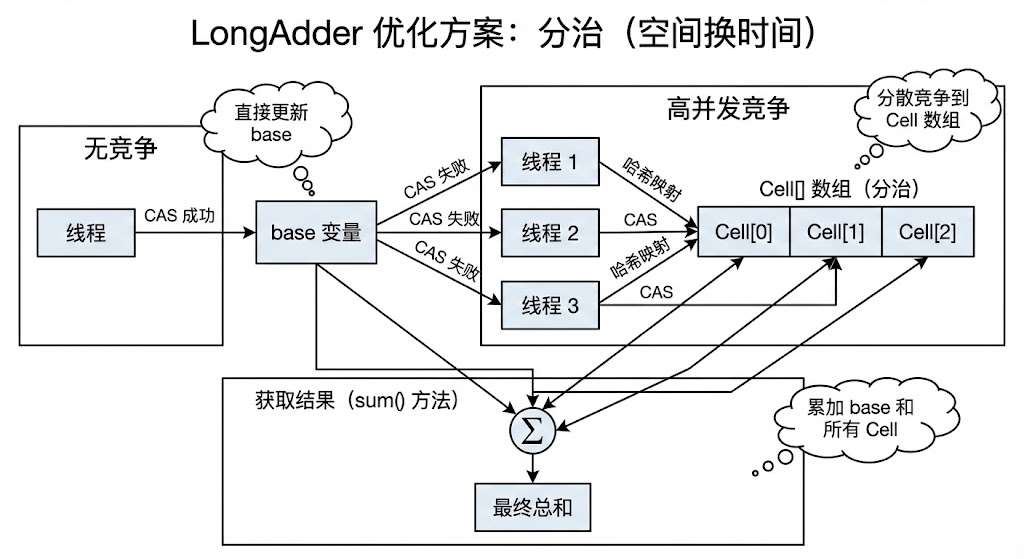 LongAdder 优化方案：分治（空间换时间）
直接更新
base
分散竞争到
Cell 数组
无竞争
高并发竞争
线程
CAS 成功
base 变量
CAS 失败
CAS 失败
CAS 失败
线程 1
线程 2
线程 3
哈希映射
CAS
哈希映射
CAS
Cell[] 数组（分治）
Cell[0]
Cell[1]
Cell[2]
获取结果（sum() 方法）
Σ
最终总和
累加 base 和
所有 Cell